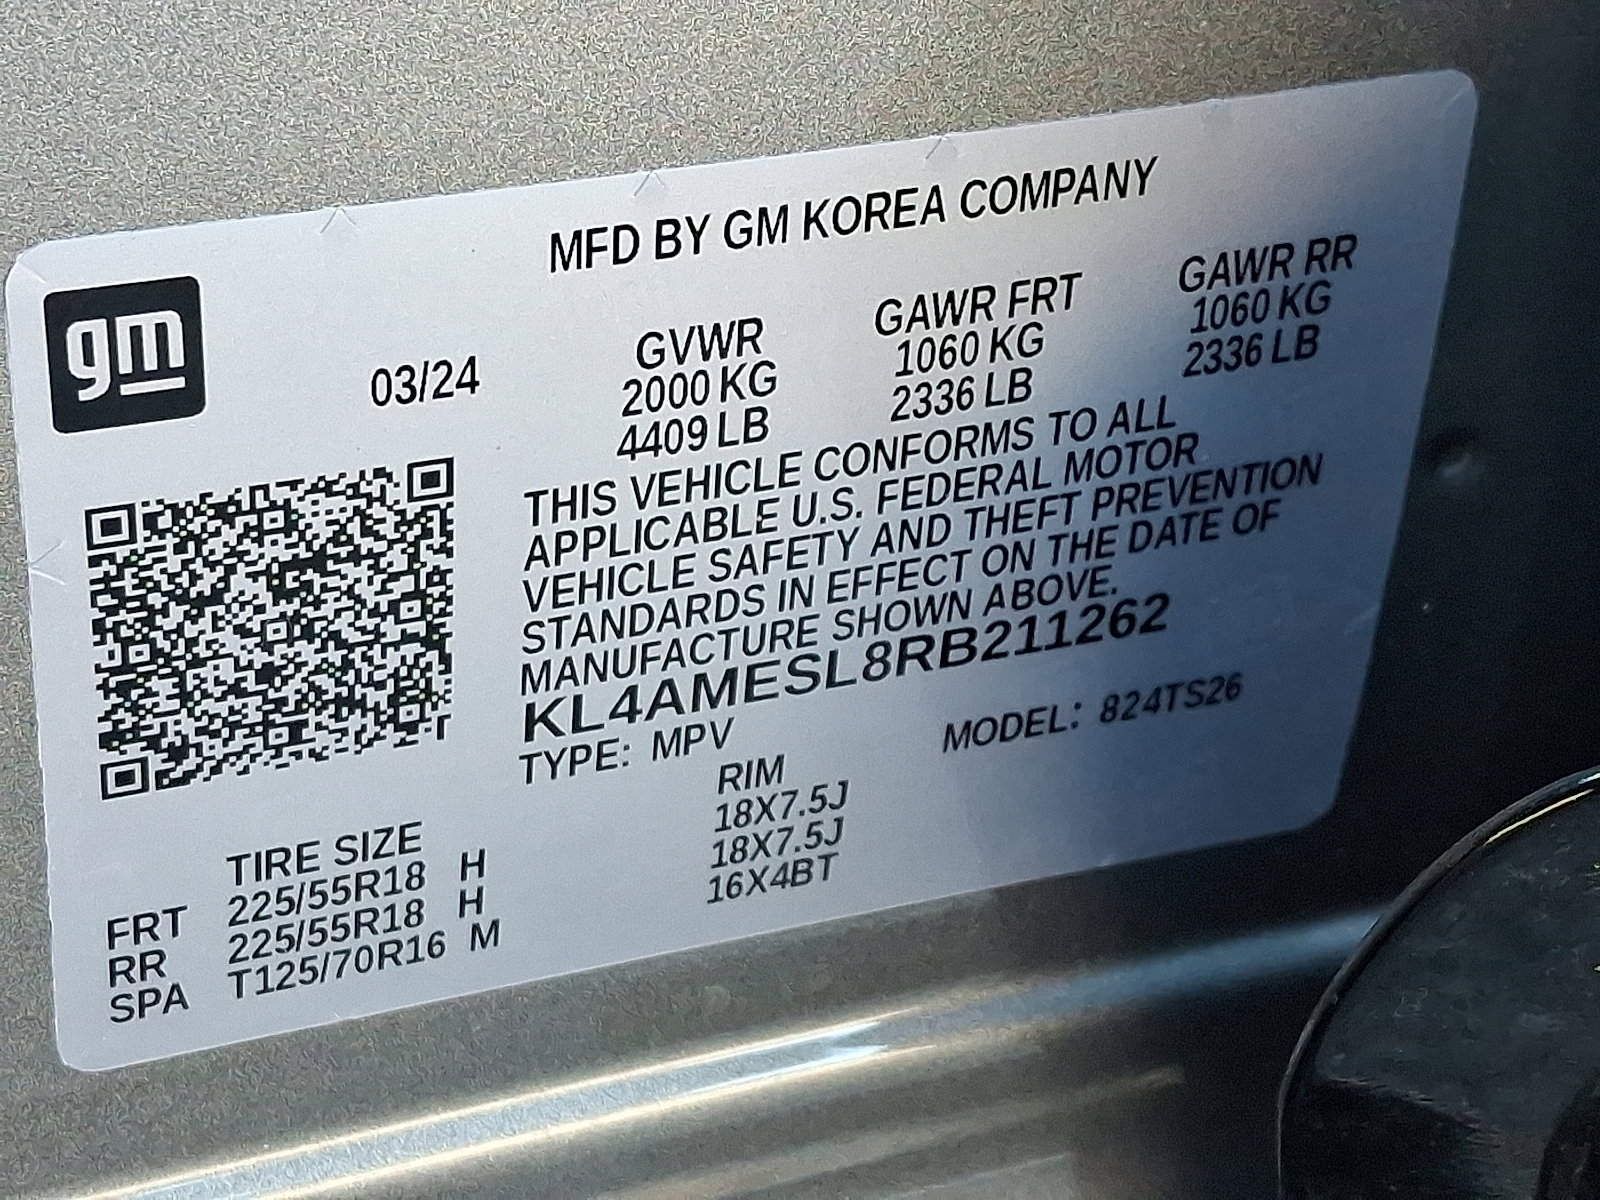 MFD BY GM KOREA COMPANY
gm
03/24
GVWR GAWR FRT GAWR RR
2000 KG 1060 KG 1060 KG
4409 LB 2336 LB 2336 LB
THIS VEHICLE CONFORMS TO ALL
APPLICABLE U.S. FEDERAL MOTOR
VEHICLE SAFETY AND THEFT PREVENTION
STANDARDS IN EFFECT ON THE DATE OF
MANUFACTURE SHOWN ABOVE.
KL4AMESL8RB211262
TYPE: MPV MODEL: 824TS26
TIRE SIZE RIM
FRT 225/55R18 H 18X7.5J
RR 225/55R18 H 18X7.5J
SPA T125/70R16 M 16X4BT